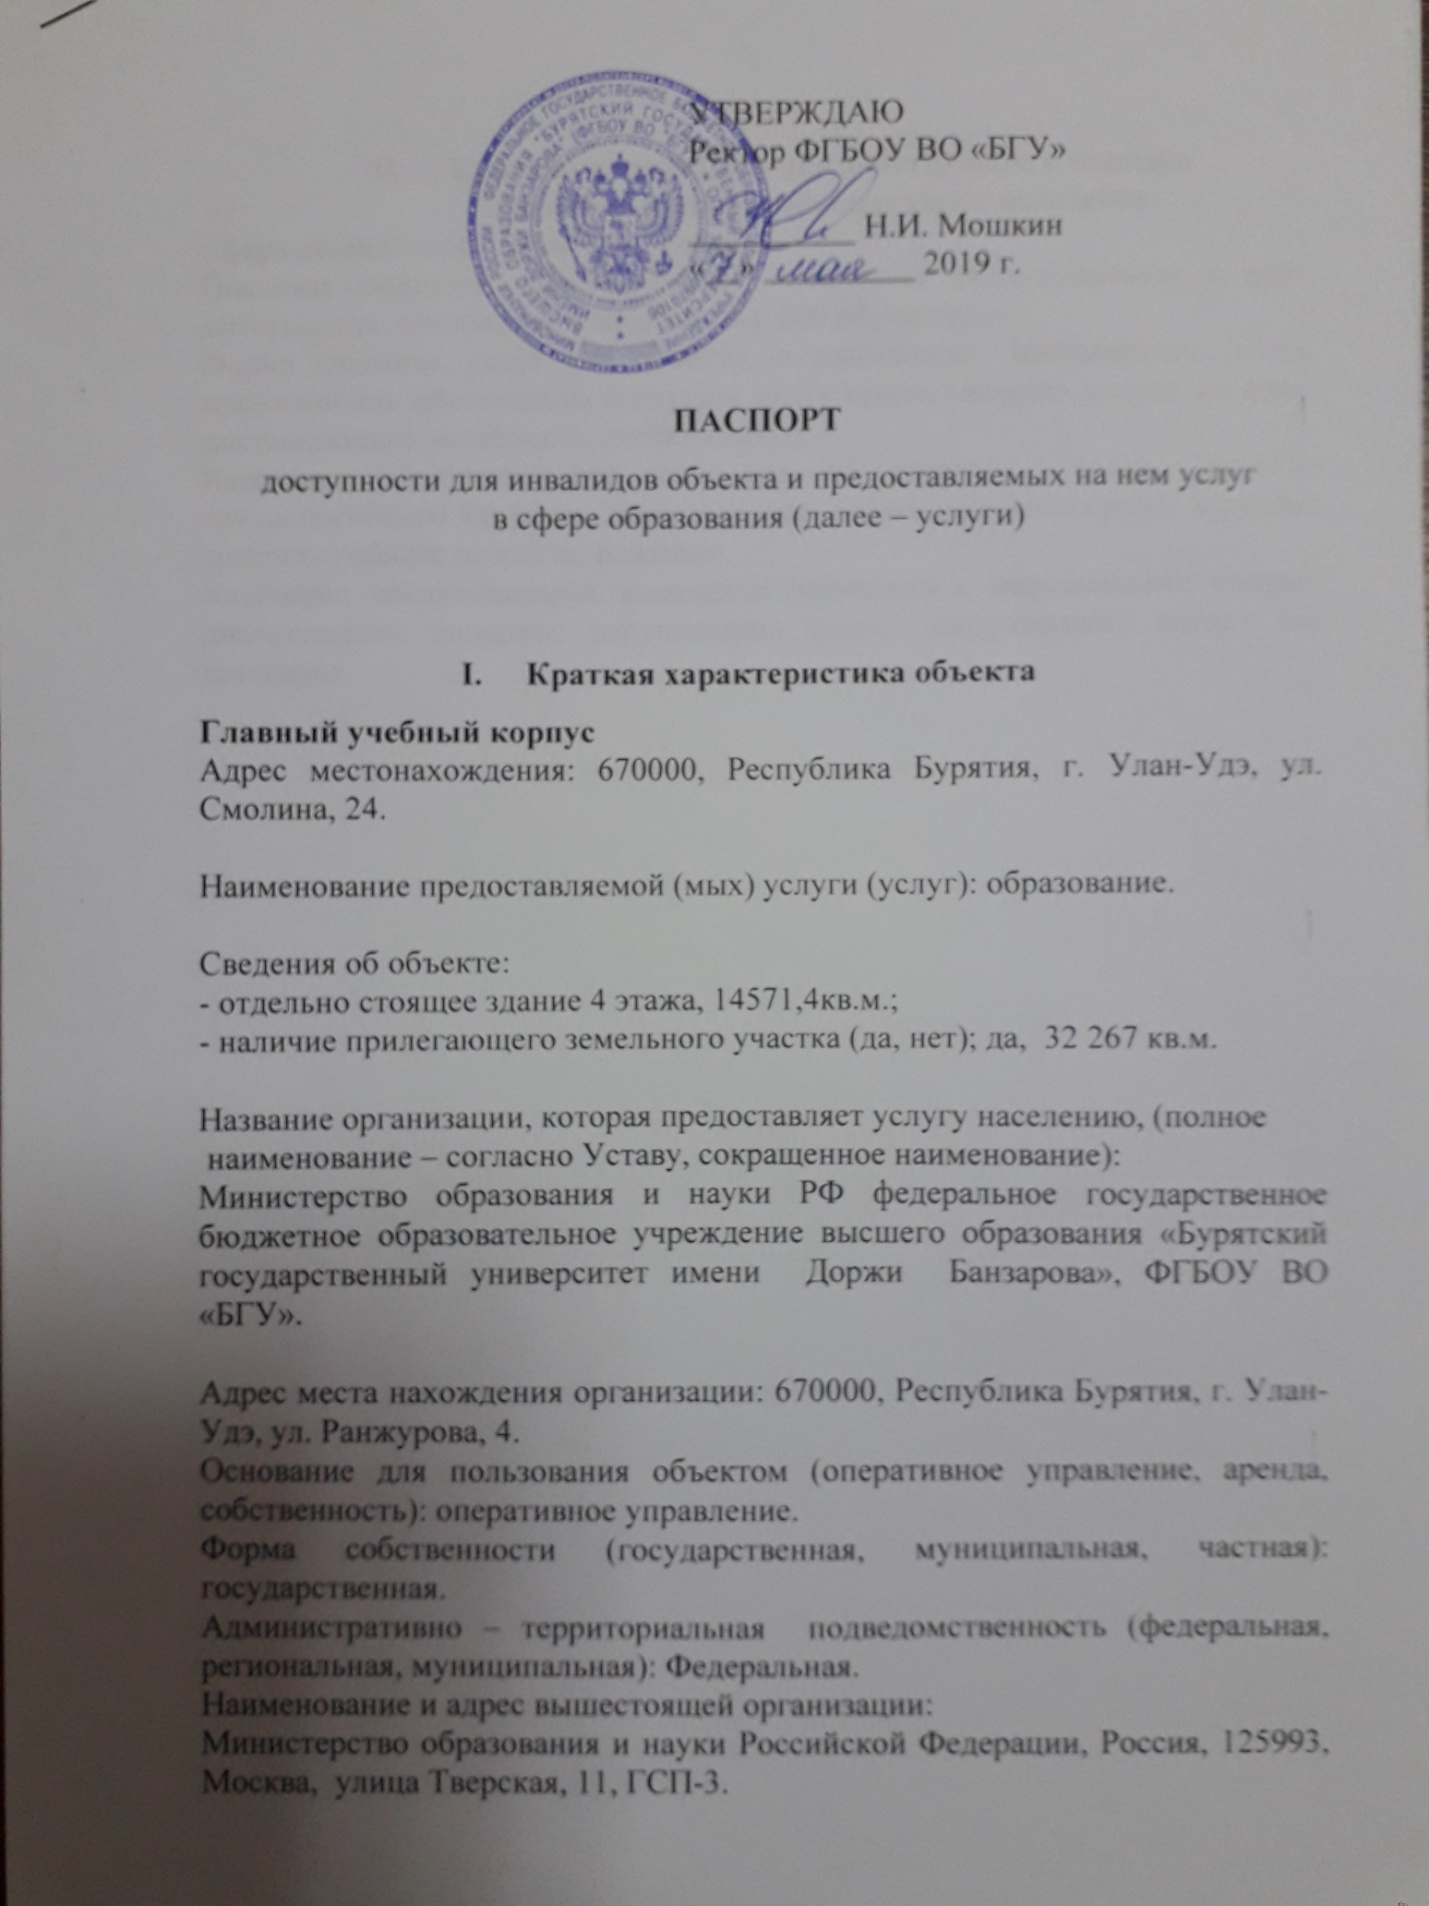 УТВЕРЖДАЮ
Ректор ФГБОУ ВО «БГУ»
Н.И. Мошкин
«7» мая 2019 г.
ПАСПОРТ
доступности для инвалидов объекта и предоставляемых на нем услуг
в сфере образования (далее – услуги)
I. Краткая характеристика объекта
Главный учебный корпус
Адрес местонахождения: 670000, Республика Бурятия, г. Улан-Удэ, ул.
Смолина, 24.
Наименование предоставляемой (мых) услуги (услуг): образование.
Сведения об объекте:
- отдельно стоящее здание 4 этажа, 14571,4кв.м.;
- наличие прилегающего земельного участка (да, нет); да, 32 267 кв.м.
Название организации, которая предоставляет услугу населению, (полное
наименование – согласно Уставу, сокращенное наименование):
Министерство образования и науки РФ федеральное государственное
бюджетное образовательное учреждение высшего образования «Бурятский
государственный университет имени Доржи Банзарова», ФГБОУ ВО
«БГУ».
Адрес места нахождения организации: 670000, Республика Бурятия, г. Улан-
Удэ, ул. Ранжурова, 4.
Основание для пользования объектом (оперативное управление, аренда,
собственность): оперативное управление.
Форма собственности (государственная, муниципальная, частная):
государственная.
Административно – территориальная подведомственность (федеральная,
региональная, муниципальная): Федеральная.
Наименование и адрес вышестоящей организации:
Министерство образования и науки Российской Федерации, Россия, 125993,
Москва, улица Тверская, 11, ГСП-3.